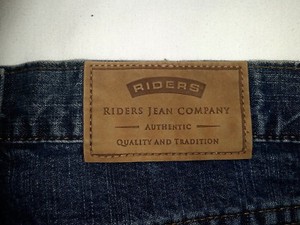 RIDERS
RIDERS JEAN COMPANY
AUTHENTIC
QUALITY AND TRADITION